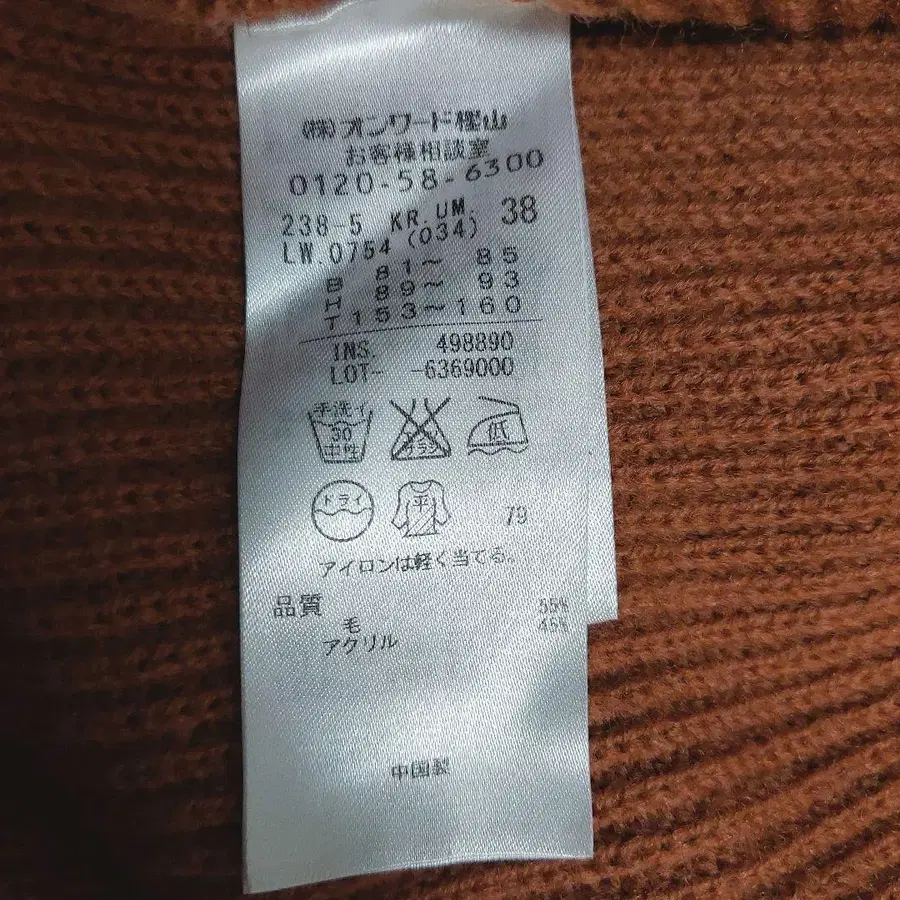 (株)オンワード樫山
お客様相談室
0120-58-6300
238-5 KR.UM. 38
LW.0754 (034)
B 81〜 85
H 89〜 93
T153〜160
INS. 498890
LOT- -6369000
手洗イ 30 中性
低
ドライ 平 79
アイロンは軽く当てる。
品質
毛 55%
アクリル 45%
中国製